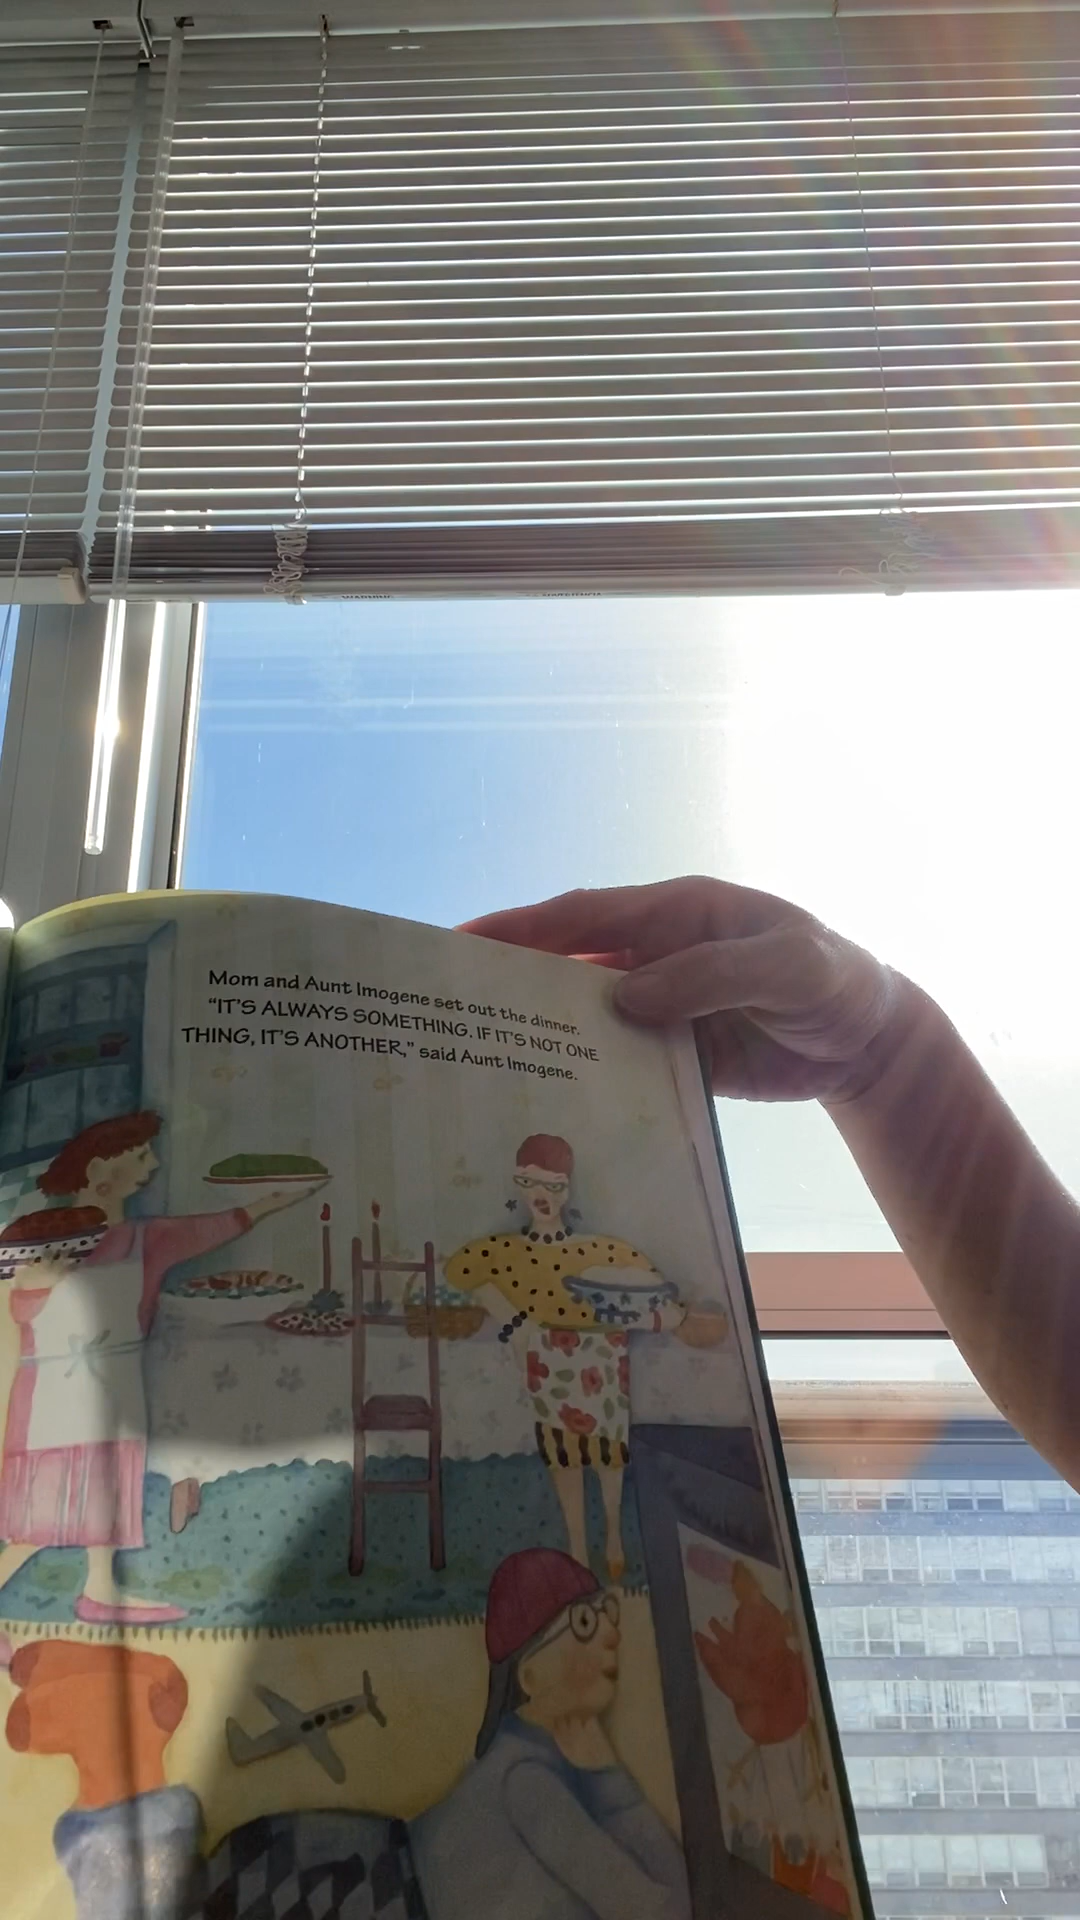 Mom and Aunt Imogene set out the dinner.
“IT’S ALWAYS SOMETHING. IF IT’S NOT ONE
THING, IT’S ANOTHER,” said Aunt Imogene.